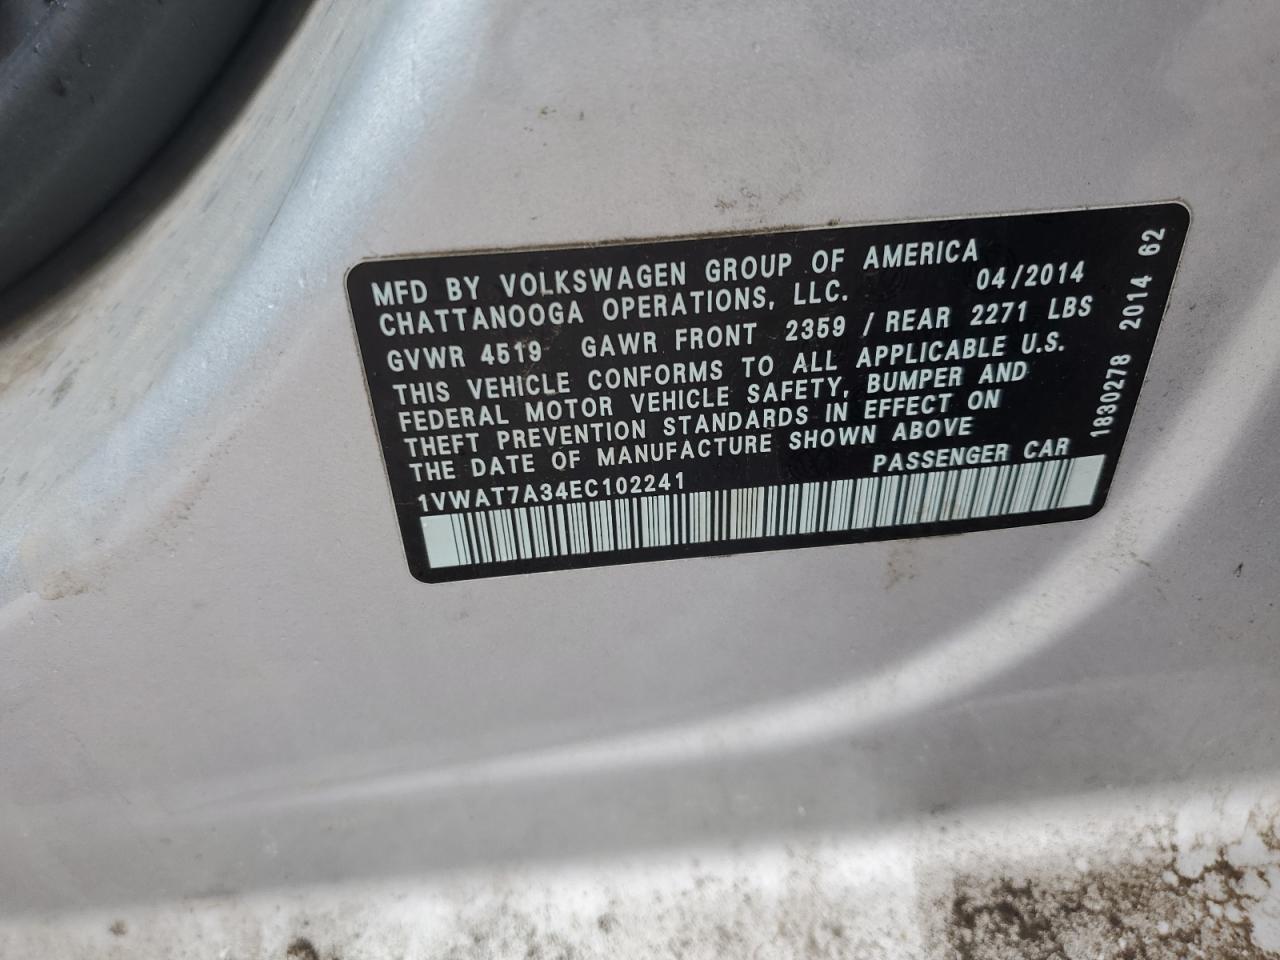 MFD BY VOLKSWAGEN GROUP OF AMERICA
CHATTANOOGA OPERATIONS, LLC. 04/2014
GVWR 4519 GAWR FRONT 2359 / REAR 2271 LBS
THIS VEHICLE CONFORMS TO ALL APPLICABLE U.S.
FEDERAL MOTOR VEHICLE SAFETY, BUMPER AND
THEFT PREVENTION STANDARDS IN EFFECT ON
THE DATE OF MANUFACTURE SHOWN ABOVE
1VWAT7A34EC102241 PASSENGER CAR
1830278 2014 62